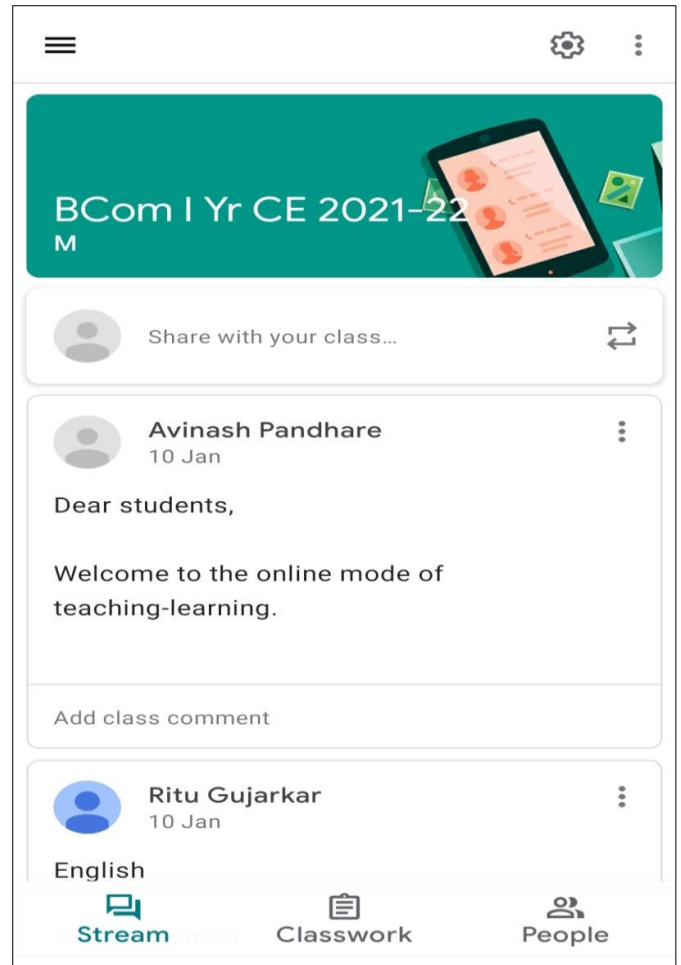 BCom I Yr CE 2021-22
M
Share with your class...
Avinash Pandhare
10 Jan
Dear students,
Welcome to the online mode of
teaching-learning.
Add class comment
Ritu Gujarkar
10 Jan
English
Stream
Classwork
People